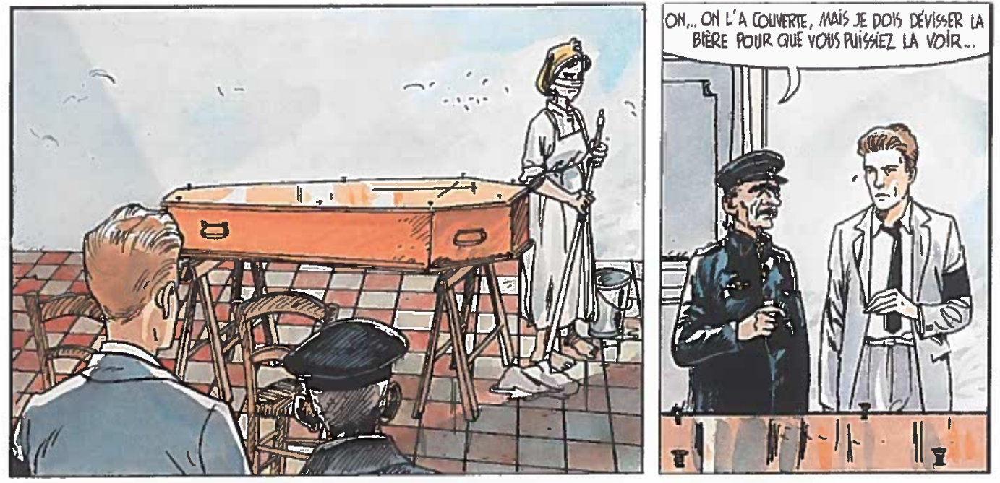 ON... ON L'A COUVERTE, MAIS JE DOIS DÉVISSER LA
BIÈRE POUR QUE VOUS PUISSIEZ LA VOIR...